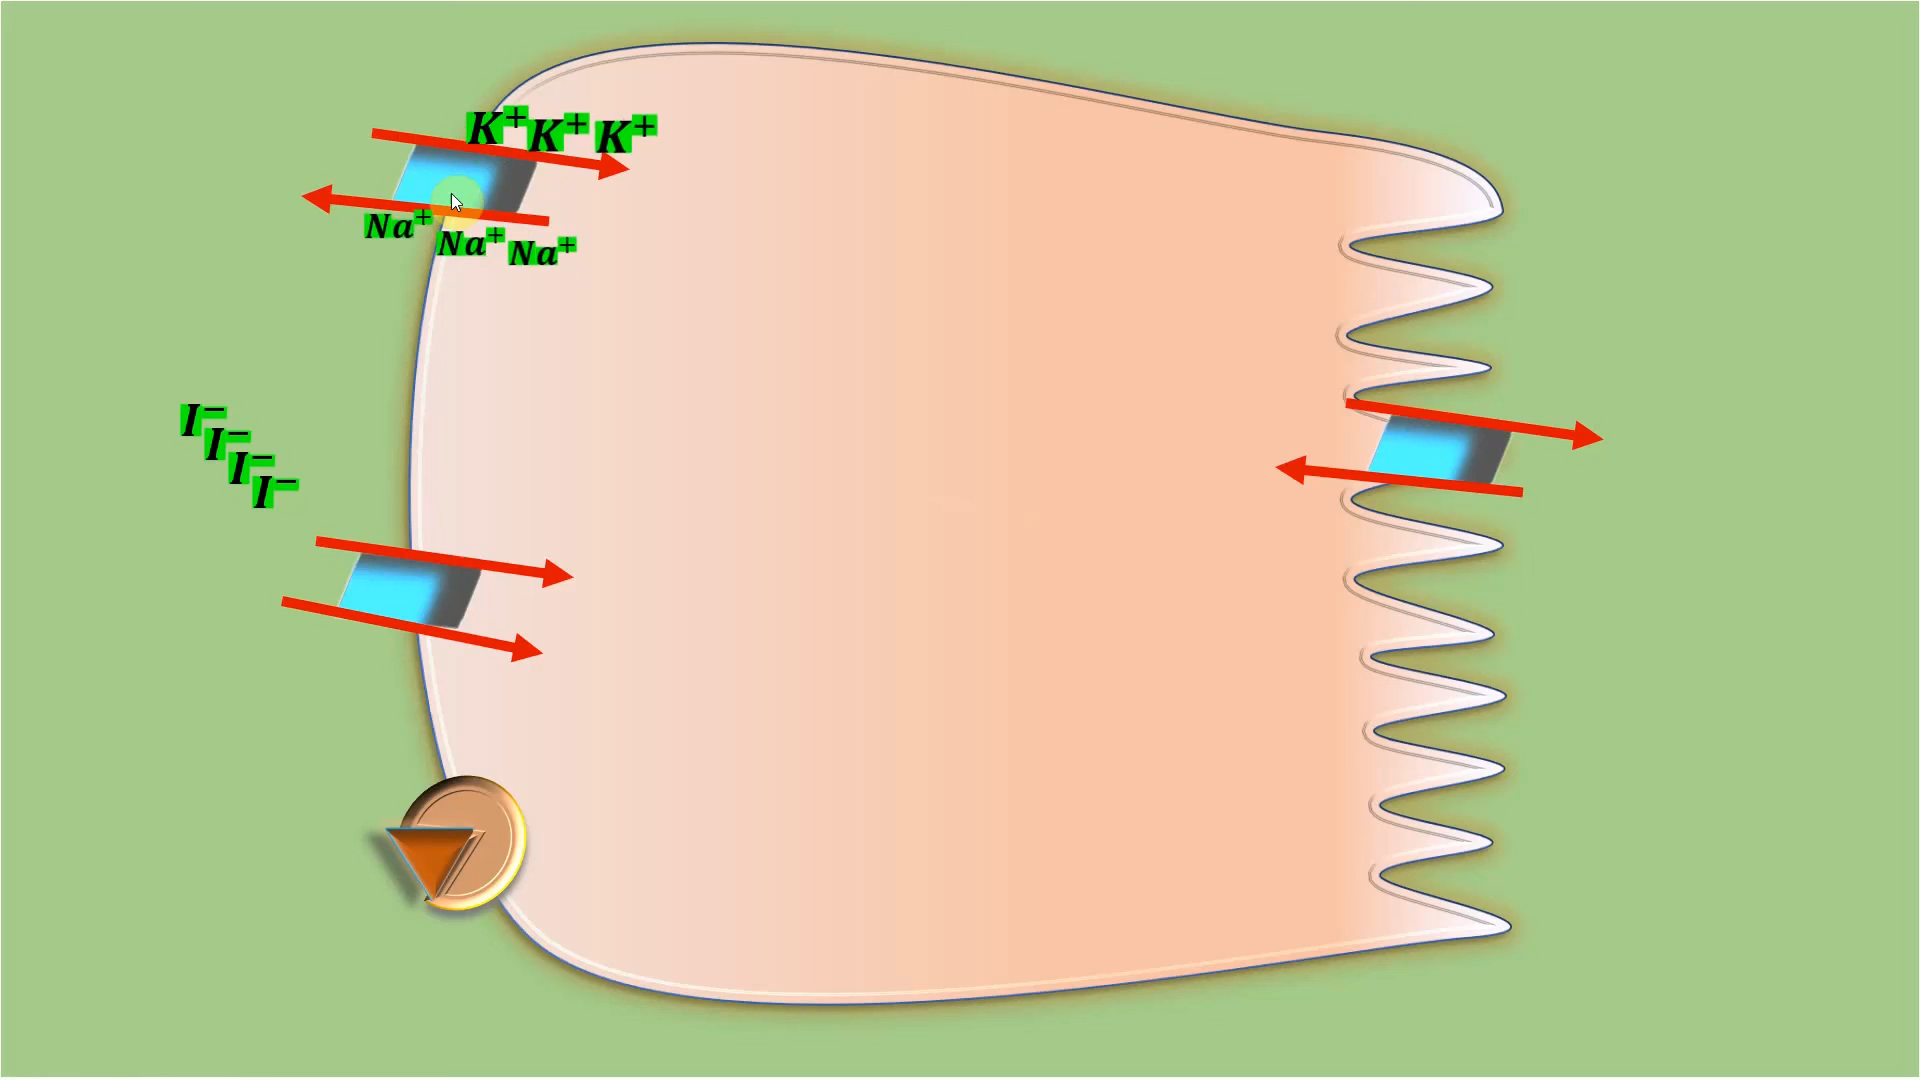 K⁺ K⁺ K⁺
Na⁺ Na⁺ Na⁺
I⁻
I⁻
I⁻
I⁻